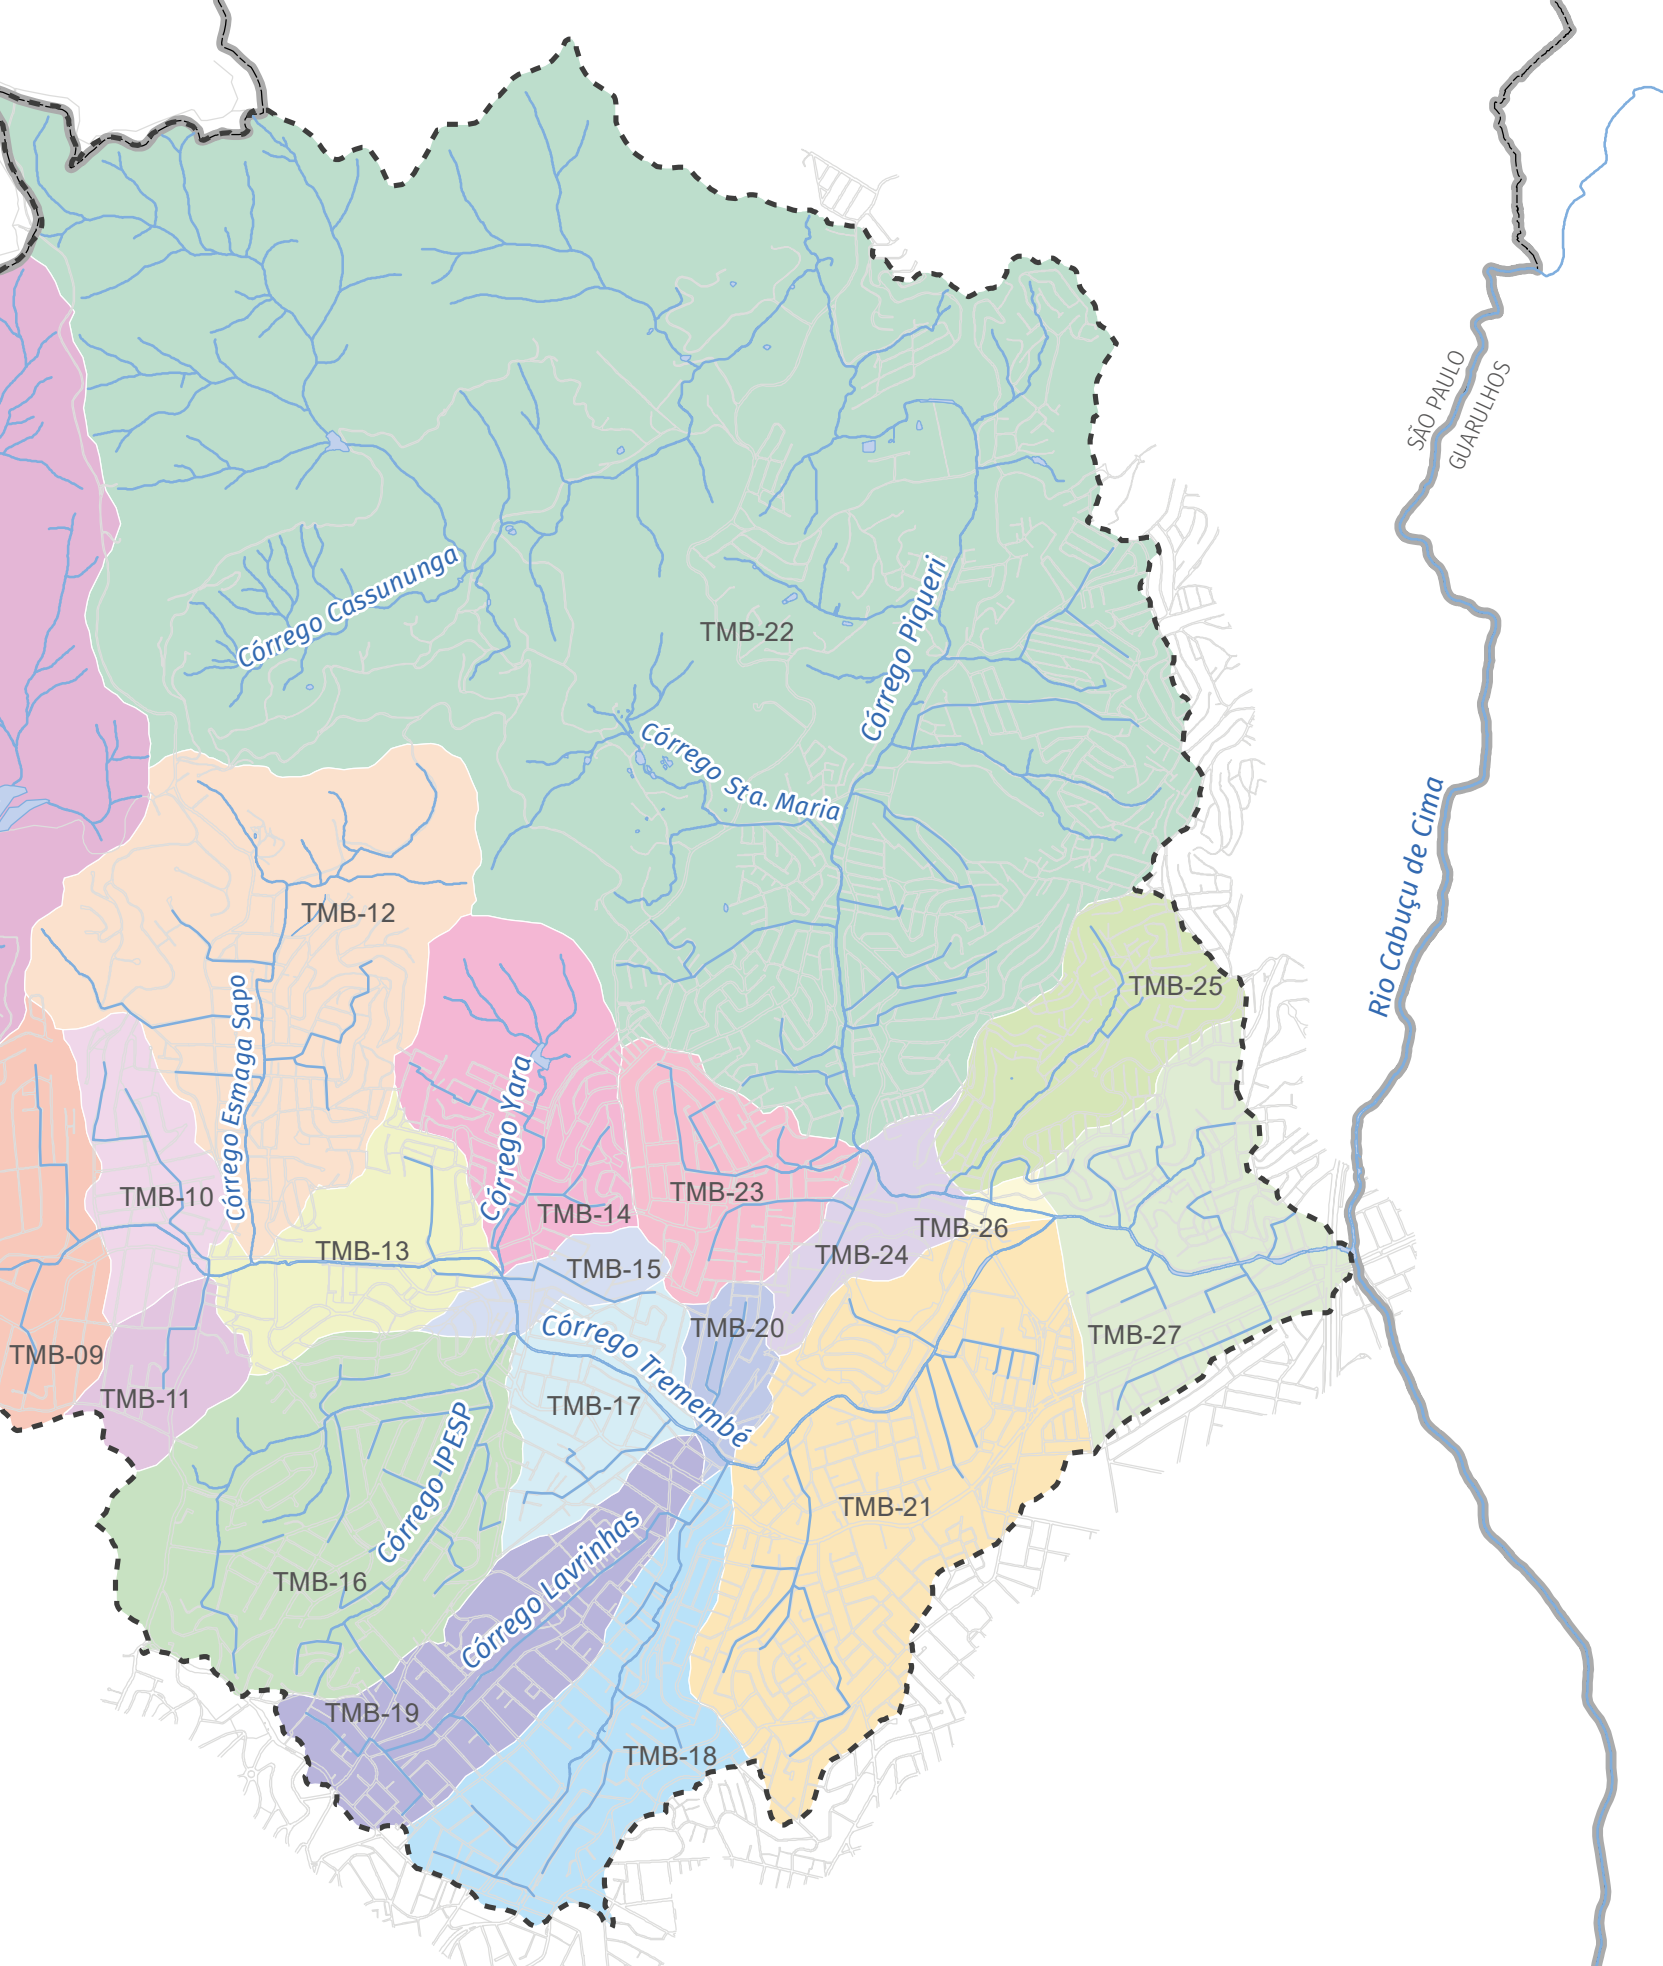 SÃO PAULO
GUARULHOS
Córrego Cassununga
TMB-22
Córrego Piqueri
Córrego Sta. Maria
Rio Cabuçu de Cima
TMB-12
TMB-25
Córrego Esmaga Sapo
Córrego Yara
TMB-10
TMB-23
TMB-14
TMB-26
TMB-13
TMB-24
TMB-15
TMB-20
Córrego Tremembé
TMB-27
TMB-09
TMB-11
TMB-17
Córrego IPESP
TMB-21
TMB-16
Córrego Lavrinhas
TMB-19
TMB-18